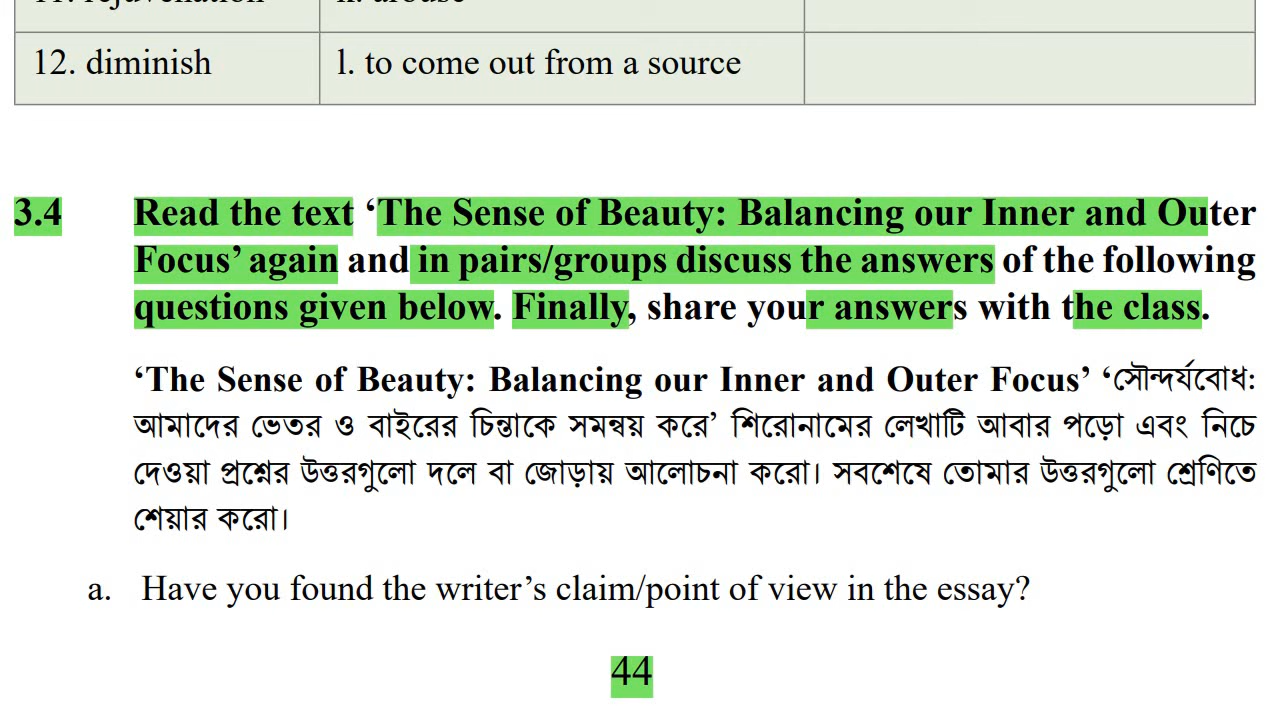 11. rejuvenation k. arouse
12. diminish l. to come out from a source
3.4 Read the text ‘The Sense of Beauty: Balancing our Inner and Outer
Focus’ again and in pairs/groups discuss the answers of the following
questions given below. Finally, share your answers with the class.
‘The Sense of Beauty: Balancing our Inner and Outer Focus’ ‘সৌন্দর্যবোধ:
আমাদের ভেতর ও বাইরের চিন্তাকে সমন্বয় করে’ শিরোনামের লেখাটি আবার পড়ো এবং নিচে
দেওয়া প্রশ্নের উত্তরগুলো দলে বা জোড়ায় আলোচনা করো। সবশেষে তোমার উত্তরগুলো শ্রেণিতে
শেয়ার করো।
a. Have you found the writer’s claim/point of view in the essay?
44